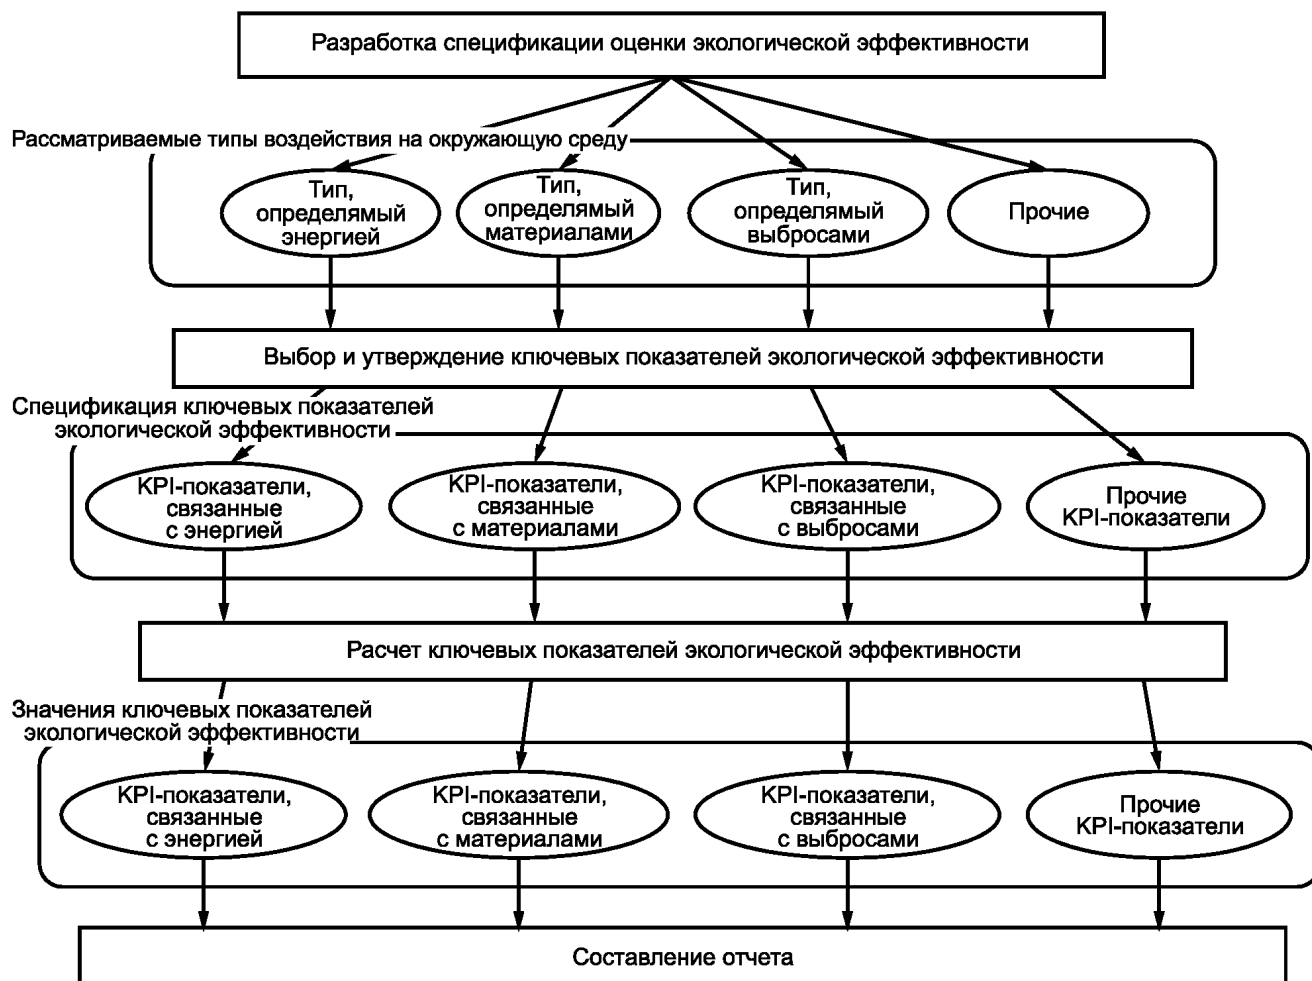 Разработка спецификации оценки экологической эффективности
Рассматриваемые типы воздействия на окружающую среду
Тип,
определямый
энергией
Тип,
определямый
материалами
Тип,
определямый
выбросами
Прочие
Выбор и утверждение ключевых показателей экологической эффективности
Спецификация ключевых показателей
экологической эффективности
KPI-показатели,
связанные
с энергией
KPI-показатели,
связанные
с материалами
KPI-показатели,
связанные
с выбросами
Прочие
KPI-показатели
Расчет ключевых показателей экологической эффективности
Значения ключевых показателей
экологической эффективности
KPI-показатели,
связанные
с энергией
KPI-показатели,
связанные
с материалами
KPI-показатели,
связанные
с выбросами
Прочие
KPI-показатели
Составление отчета